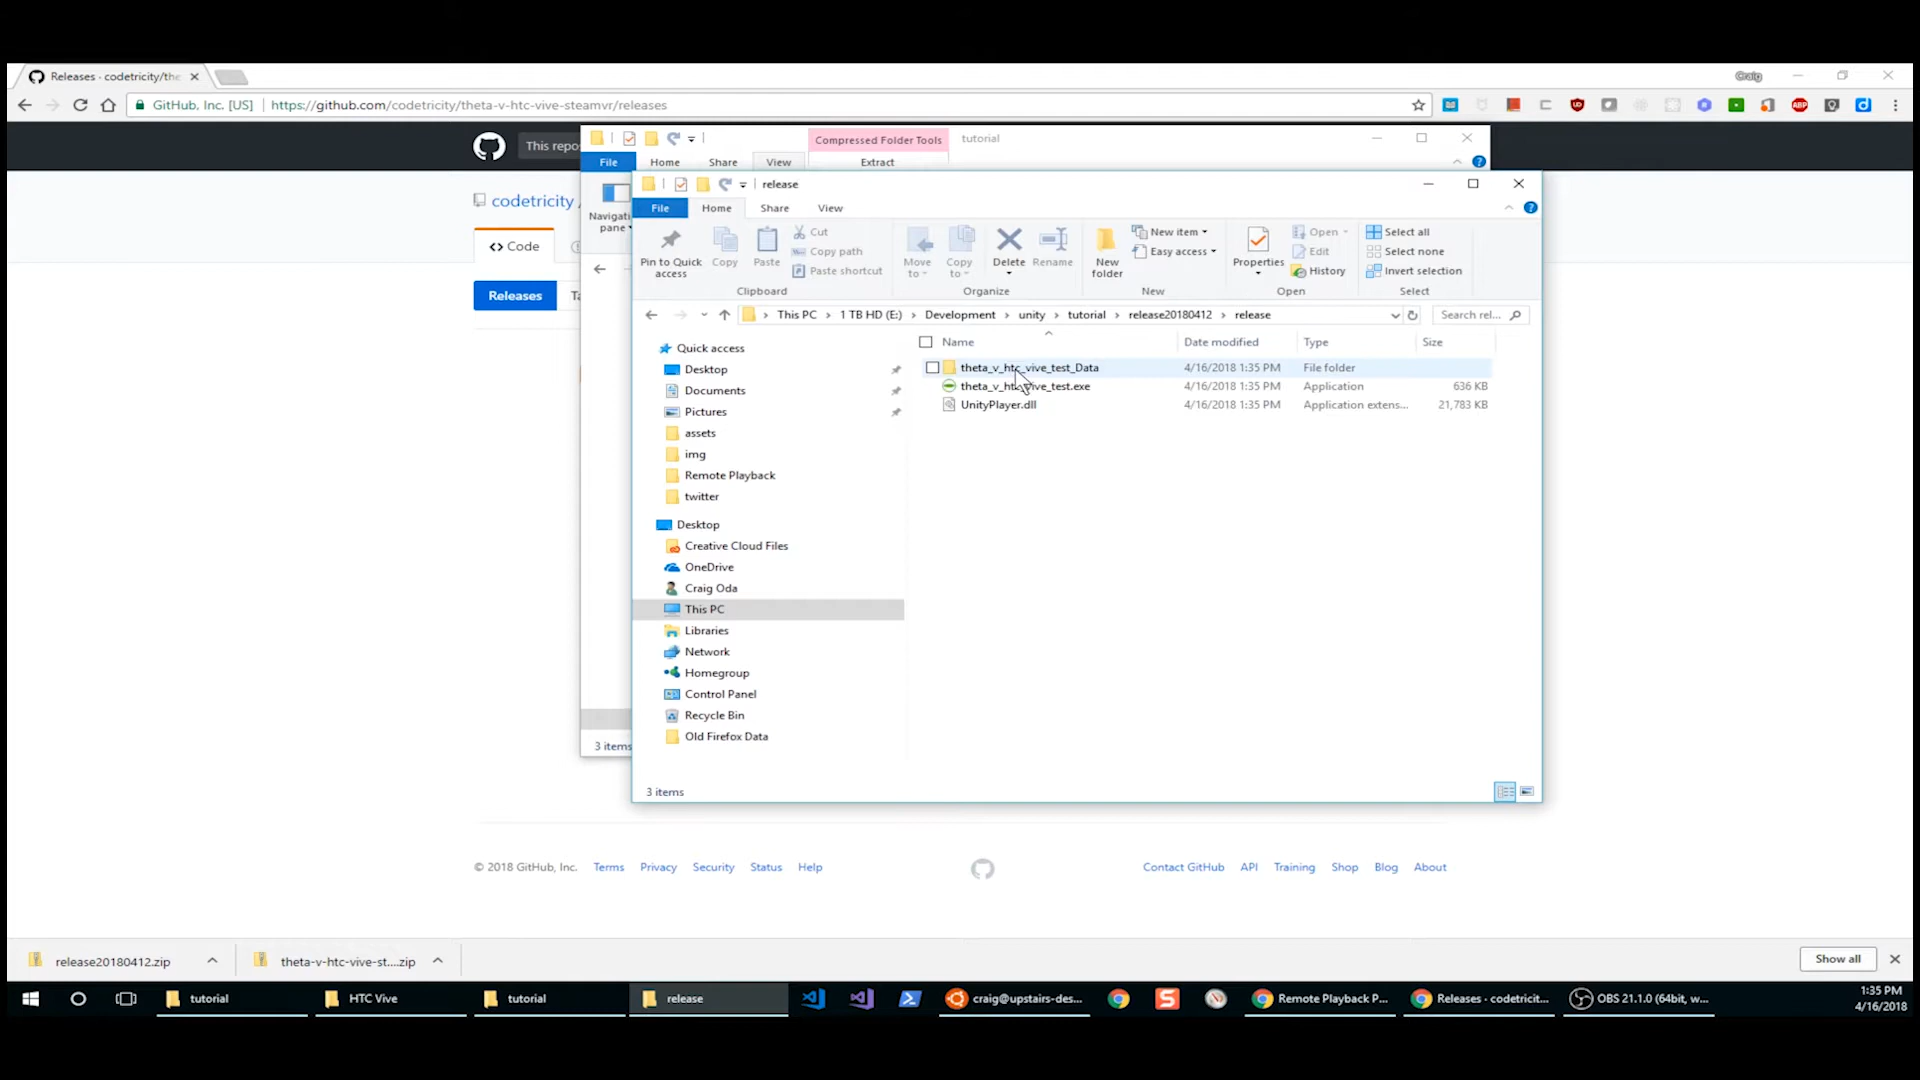 Releases · codetricity/the
Craig
GitHub, Inc. [US] | https://github.com/codetricity/theta-v-htc-vive-steamvr/releases
ABP
This repo
Compressed Folder Tools
tutorial
File
Home
Share
View
Extract
codetricity /
Navigati
pane
Code
Releases
Ta
3 items
release
File
Home
Share
View
Pin to Quick
access
Copy
Paste
Cut
Copy path
Paste shortcut
Clipboard
Move
to
Copy
to
Delete
Rename
Organize
New
folder
New item
Easy access
New
Properties
Open
Edit
History
Open
Select all
Select none
Invert selection
Select
This PC
1 TB HD (E:)
Development
unity
tutorial
release20180412
release
Search rel...
Name
Date modified
Type
Size
theta_v_htc_vive_test_Data
4/16/2018 1:35 PM
File folder
theta_v_htc_vive_test.exe
4/16/2018 1:35 PM
Application
636 KB
UnityPlayer.dll
4/16/2018 1:35 PM
Application extens...
21,783 KB
Quick access
Desktop
Documents
Pictures
assets
img
Remote Playback
twitter
Desktop
Creative Cloud Files
OneDrive
Craig Oda
This PC
Libraries
Network
Homegroup
Control Panel
Recycle Bin
Old Firefox Data
3 items
© 2018 GitHub, Inc.
Terms
Privacy
Security
Status
Help
Contact GitHub
API
Training
Shop
Blog
About
release20180412.zip
theta-v-htc-vive-st....zip
Show all
tutorial
HTC Vive
tutorial
release
craig@upstairs-des...
Remote Playback P...
Releases · codetricit...
OBS 21.1.0 (64bit, w...
1:35 PM
4/16/2018